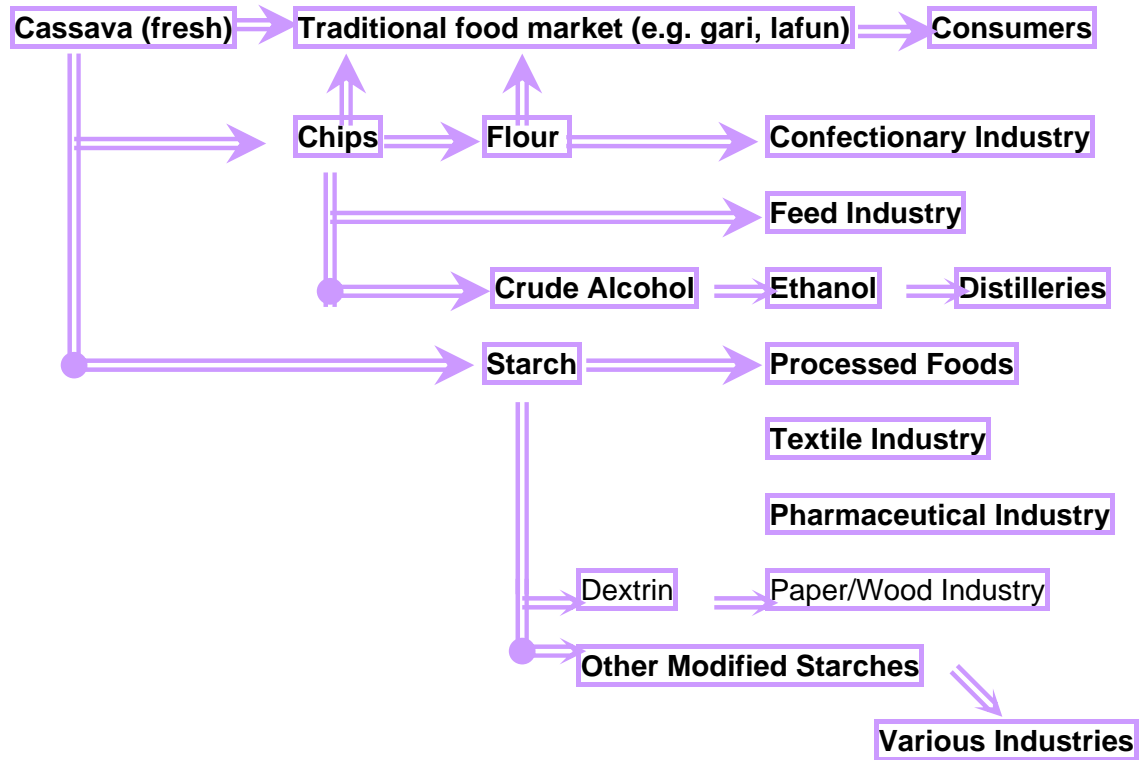 Cassava (fresh) Traditional food market (e.g. gari, lafun) Consumers
Chips Flour Confectionary Industry
Feed Industry
Crude Alcohol Ethanol Distilleries
Starch Processed Foods
Textile Industry
Pharmaceutical Industry
Dextrin Paper/Wood Industry
Other Modified Starches
Various Industries